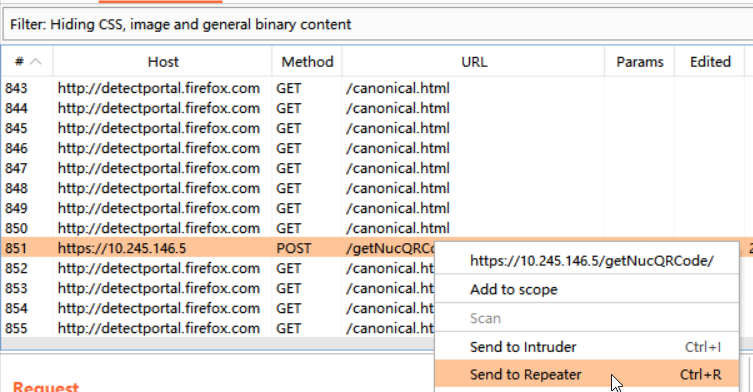 Filter: Hiding CSS, image and general binary content
# Host Method URL Params Edited
843 http://detectportal.firefox.com GET /canonical.html
844 http://detectportal.firefox.com GET /canonical.html
845 http://detectportal.firefox.com GET /canonical.html
846 http://detectportal.firefox.com GET /canonical.html
847 http://detectportal.firefox.com GET /canonical.html
848 http://detectportal.firefox.com GET /canonical.html
849 http://detectportal.firefox.com GET /canonical.html
850 http://detectportal.firefox.com GET /canonical.html
851 https://10.245.146.5 POST /getNucQRCo 2
https://10.245.146.5/getNucQRCode/
852 http://detectportal.firefox.com GET /canonical.ht
Add to scope
853 http://detectportal.firefox.com GET /canonical.ht
Scan
854 http://detectportal.firefox.com GET /canonical.ht
855 http://detectportal.firefox.com GET /canonical.ht
Send to Intruder Ctrl+I
Send to Repeater Ctrl+R
Request